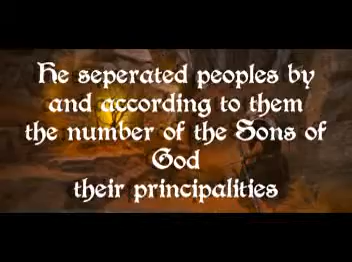 He seperated peoples by
and according to them
the number of the Sons of
God
their principalities